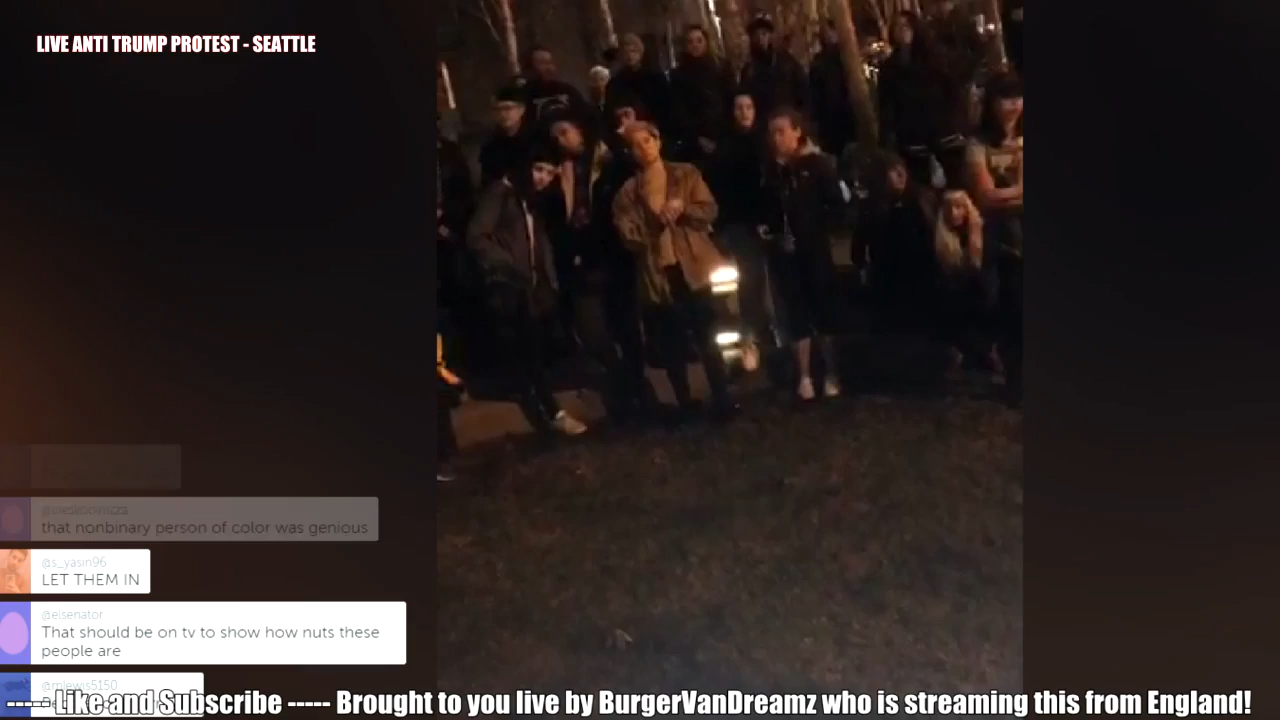 LIVE ANTI TRUMP PROTEST - SEATTLE
that nonbinary person of color was genious
@s_yasin96
LET THEM IN
@elsenator
That should be on tv to show how nuts these
people are
@mlewis5150
----- Like and Subscribe ----- Brought to you live by BurgerVanDreamz who is streaming this from England!